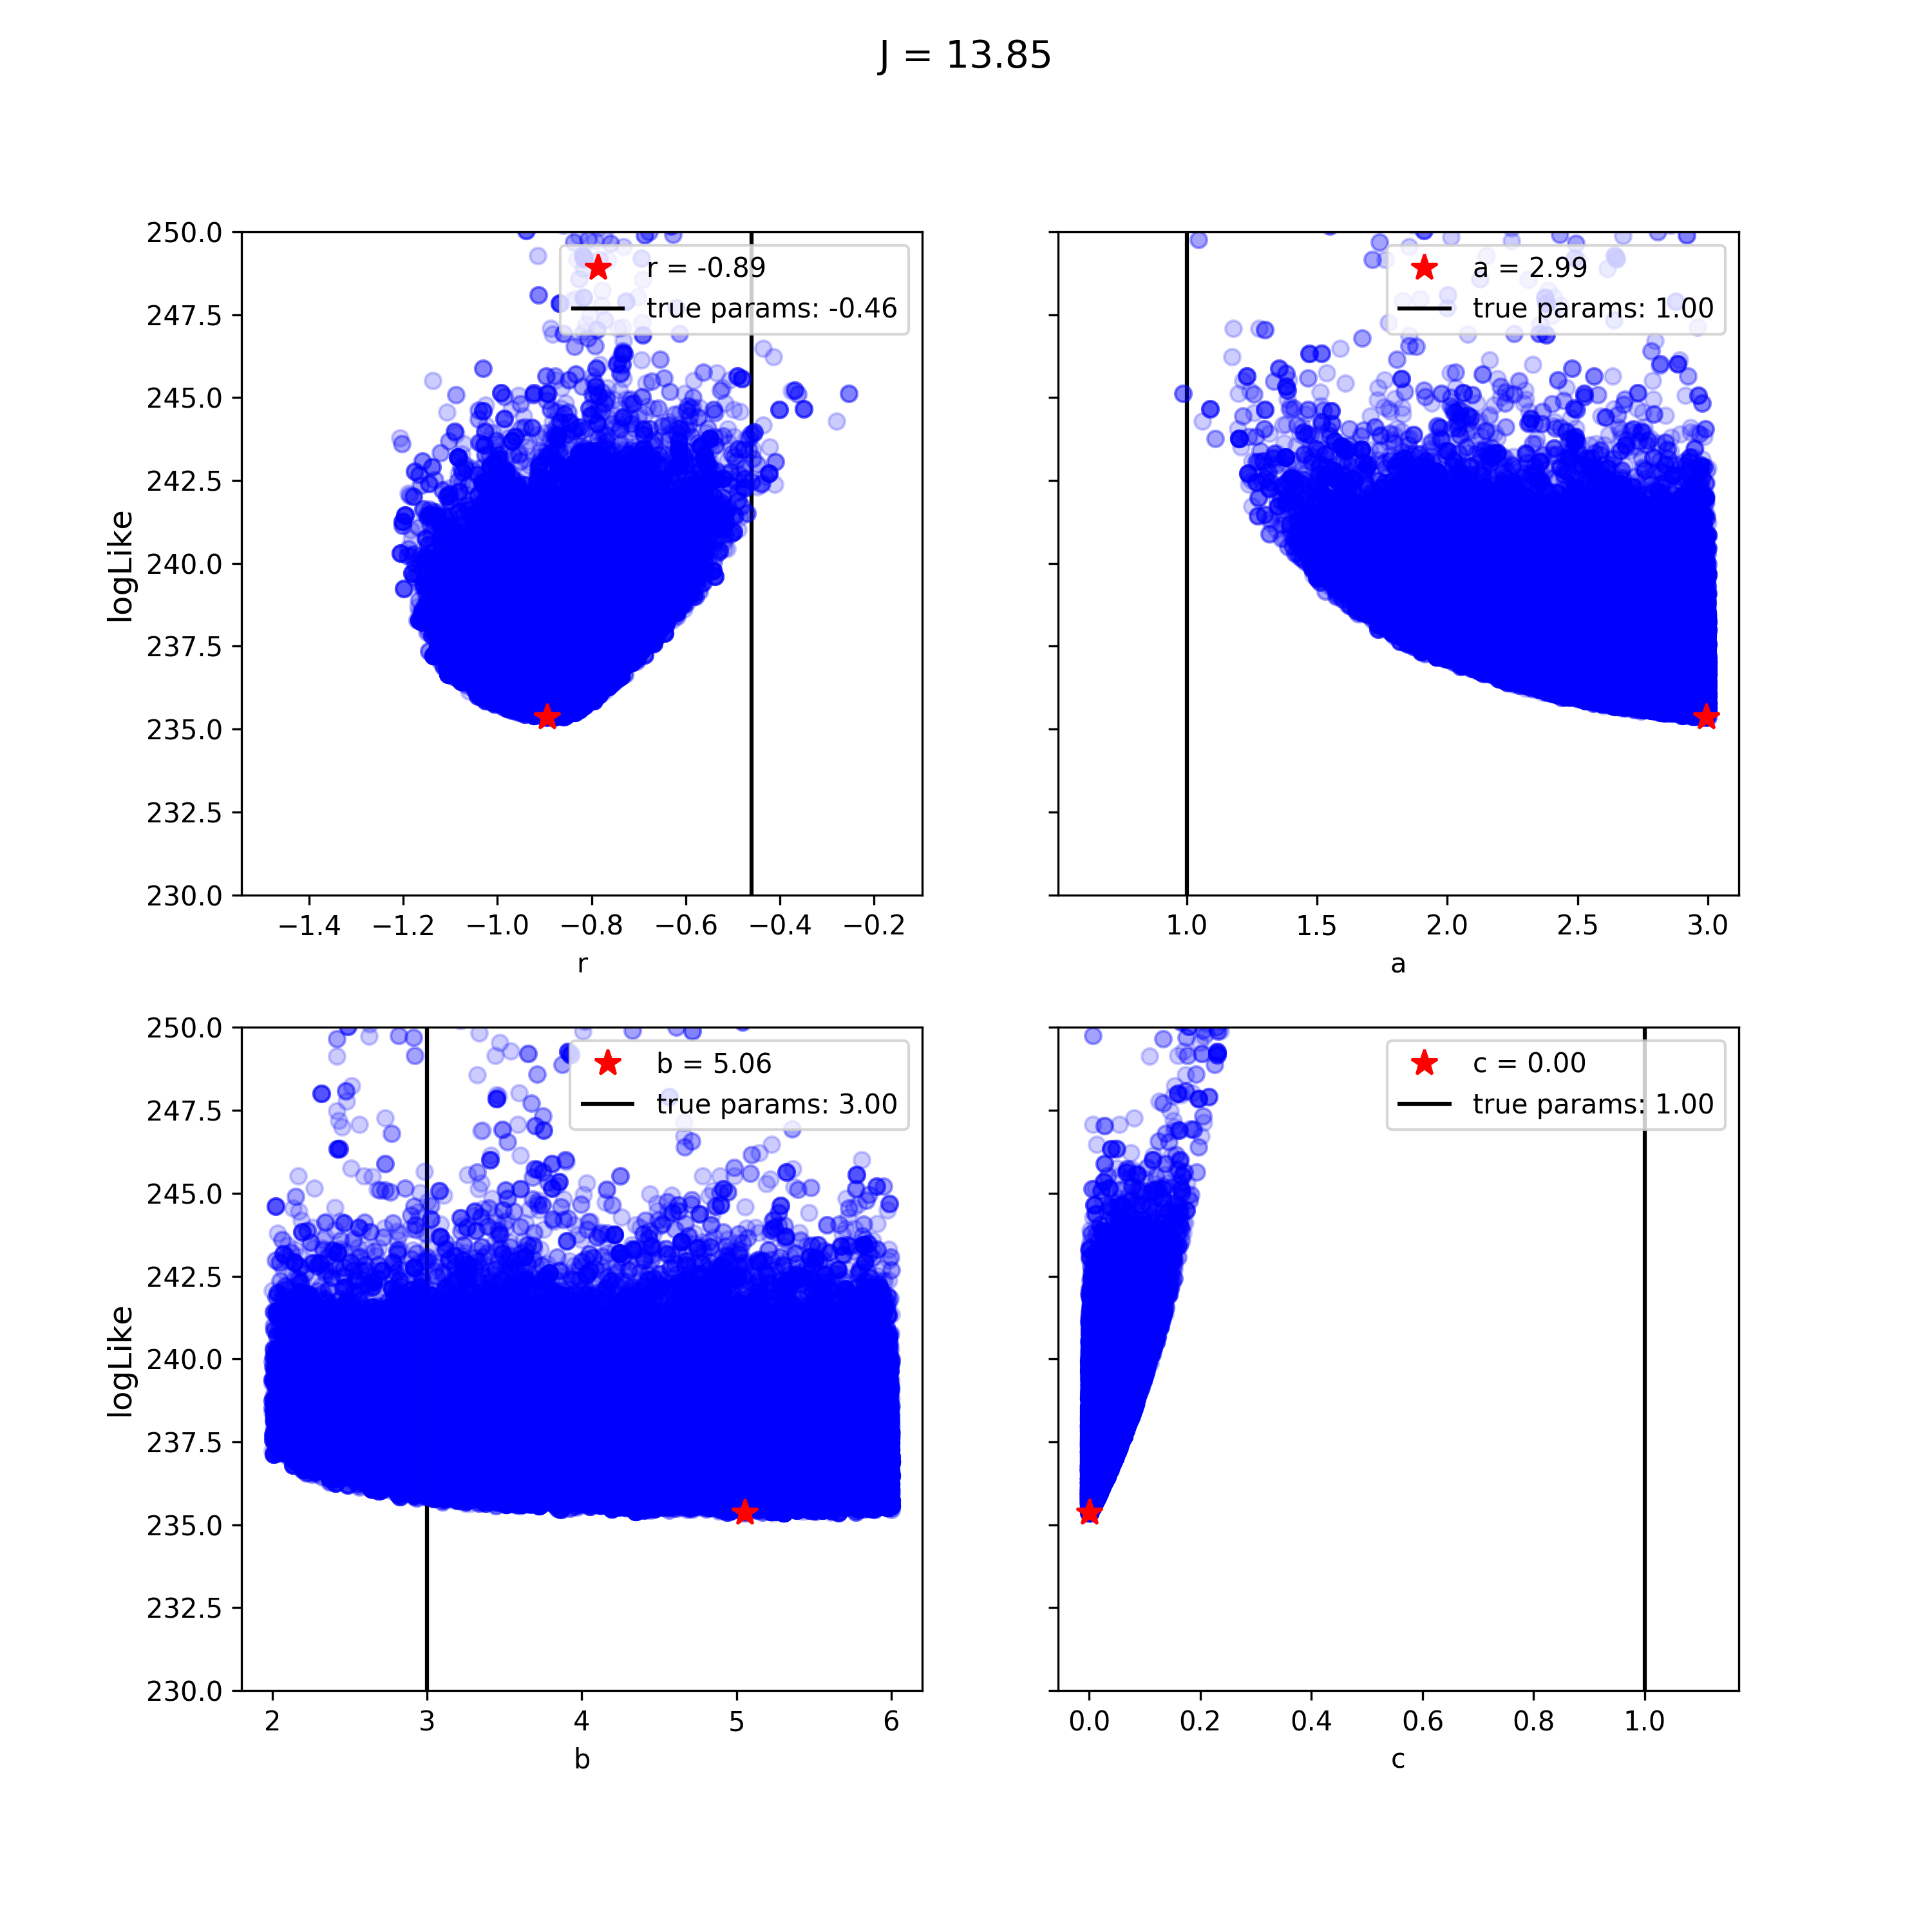 J = 13.85
250.0
247.5
245.0
242.5
240.0
237.5
235.0
232.5
230.0
logLike
r = -0.89
true params: -0.46
−1.4 −1.2 −1.0 −0.8 −0.6 −0.4 −0.2
r
a = 2.99
true params: 1.00
1.0 1.5 2.0 2.5 3.0
a
250.0
247.5
245.0
242.5
240.0
237.5
235.0
232.5
230.0
logLike
b = 5.06
true params: 3.00
2 3 4 5 6
b
c = 0.00
true params: 1.00
0.0 0.2 0.4 0.6 0.8 1.0
c